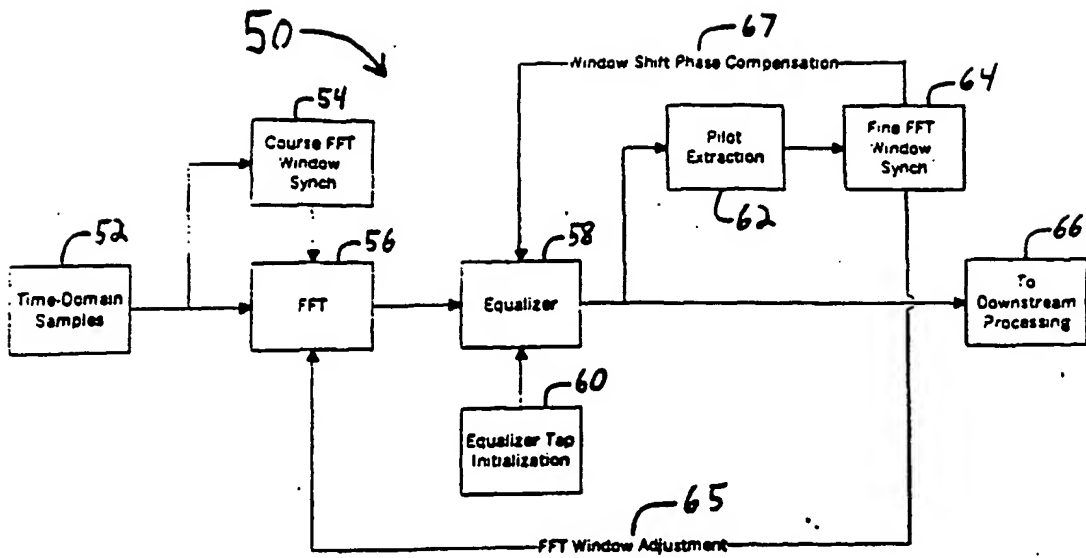 50
67
Window Shift Phase Compensation
54
64
Course FFT
Window
Synch
Pilot
Extraction
Fine FFT
Window
Synch
62
52
56
58
66
Time-Domain
Samples
FFT
Equalizer
To
Downstream
Processing
60
Equalizer Tap
Initialization
65
FFT Window Adjustment